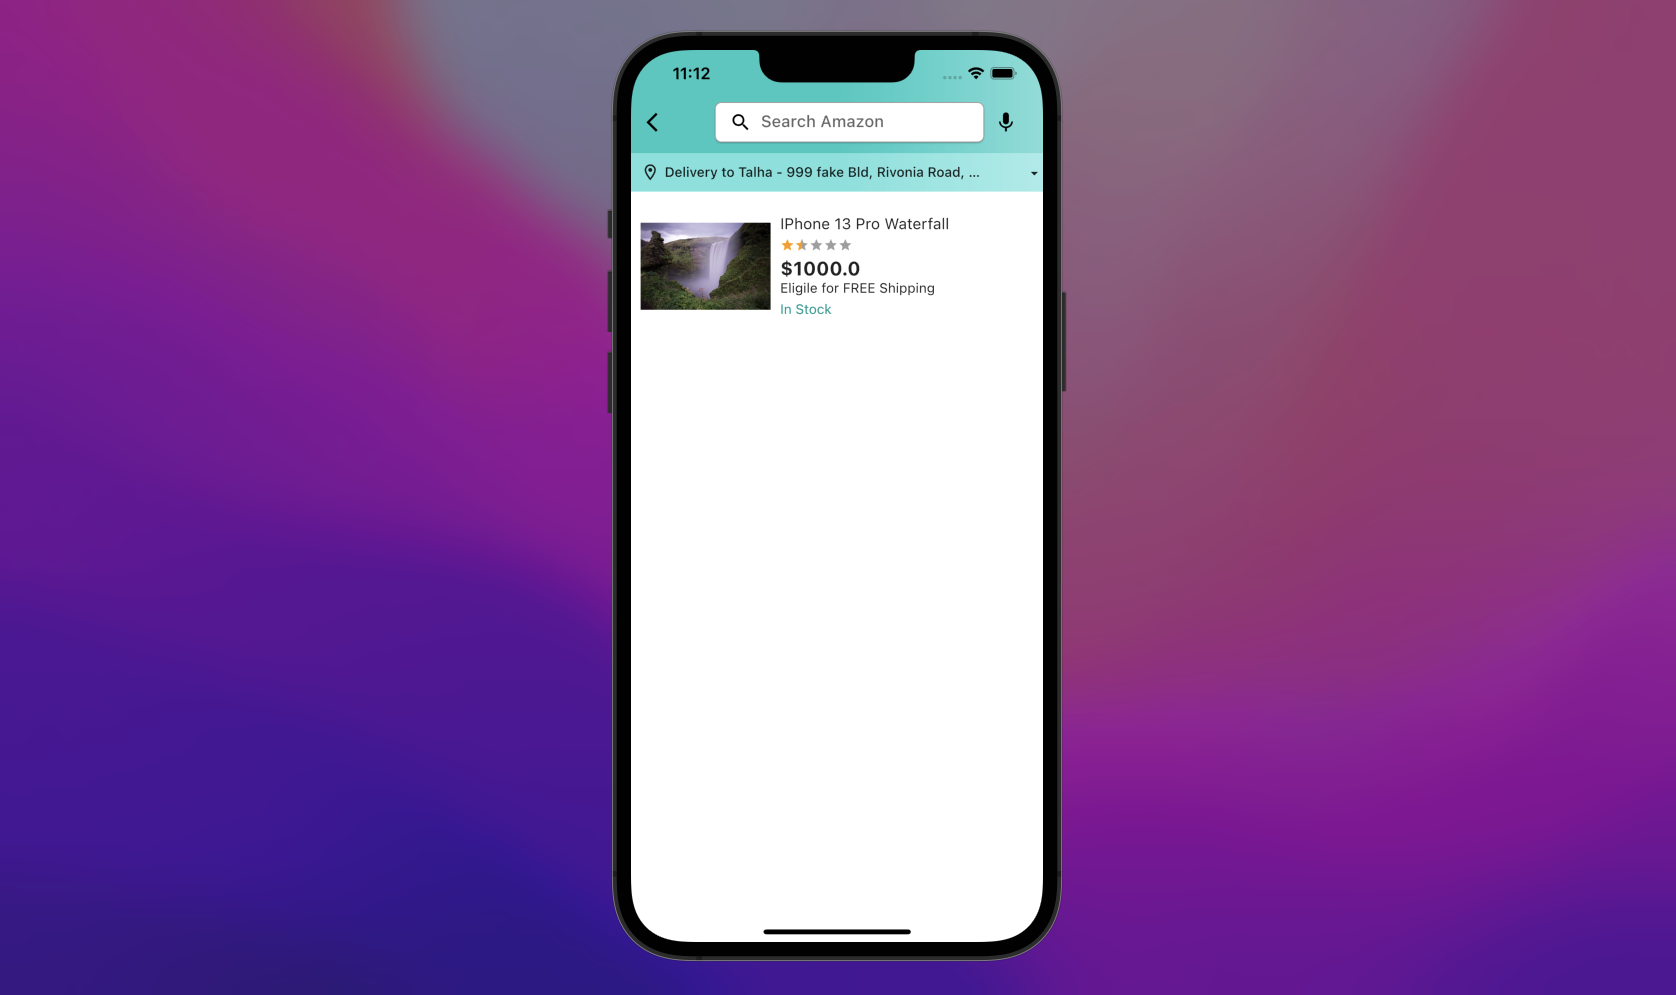 11:12
Search Amazon
Delivery to Talha - 999 fake Bld, Rivonia Road, ...
IPhone 13 Pro Waterfall
$1000.0
Eligile for FREE Shipping
In Stock